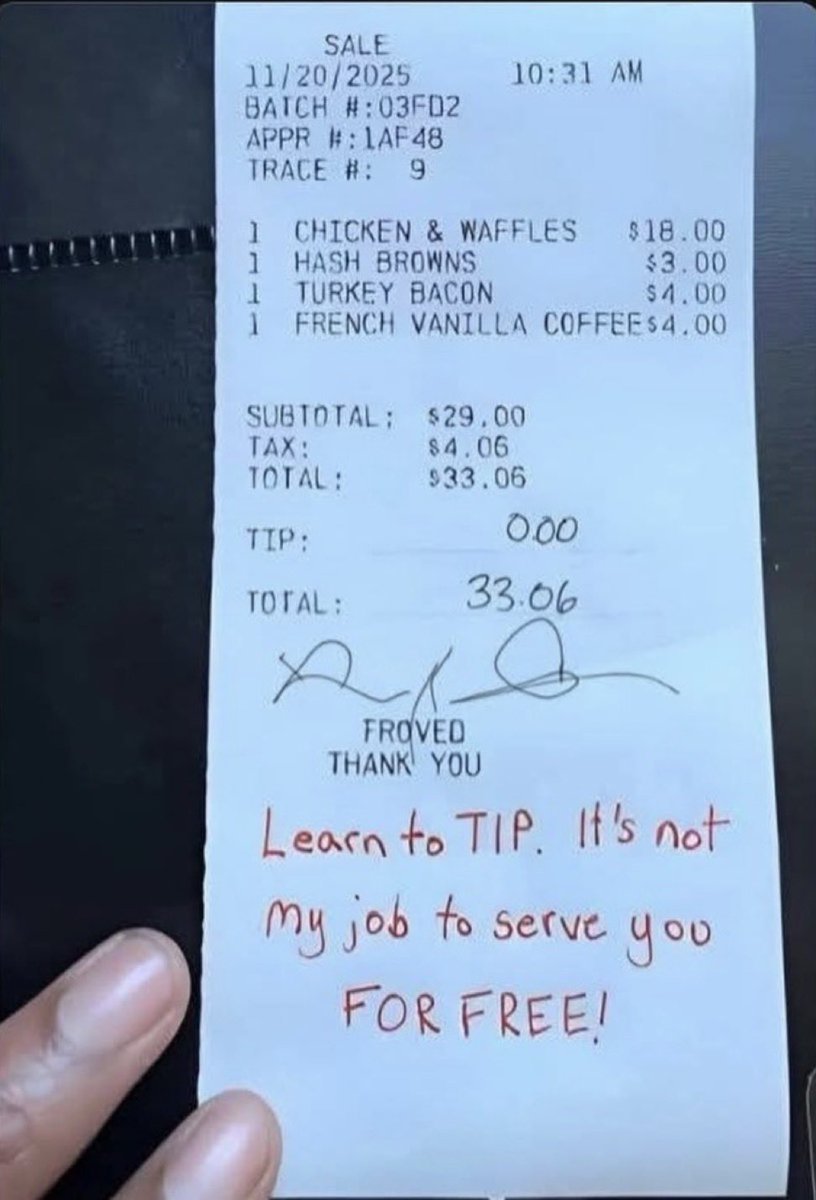 SALE
11/20/2025 10:31 AM
BATCH #:03FD2
APPR #:1AF48
TRACE #: 9
1 CHICKEN & WAFFLES $18.00
1 HASH BROWNS $3.00
1 TURKEY BACON $4.00
1 FRENCH VANILLA COFFEE$4.00
SUBTOTAL: $29.00
TAX: $4.06
TOTAL: $33.06
TIP: 0.00
TOTAL: 33.06
FROVED
THANK YOU
Learn to TIP. It's not
my job to serve you
FOR FREE!